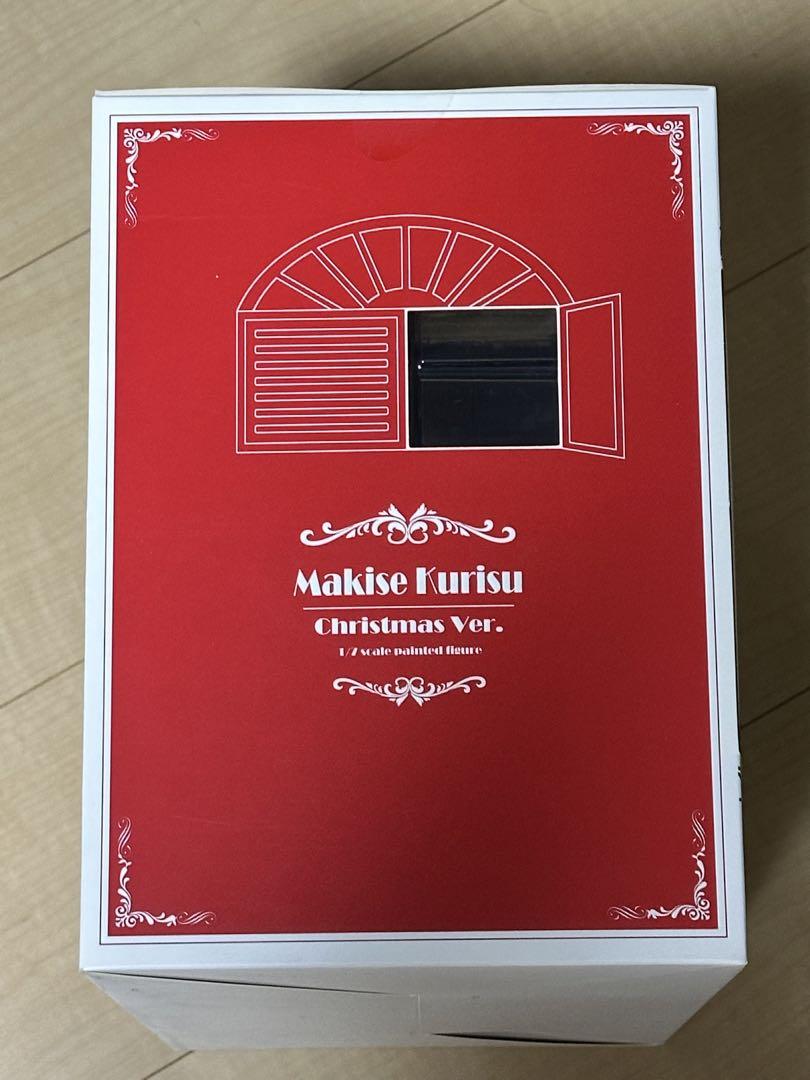 Makise Kurisu
Christmas Ver.
1/7 scale painted figure